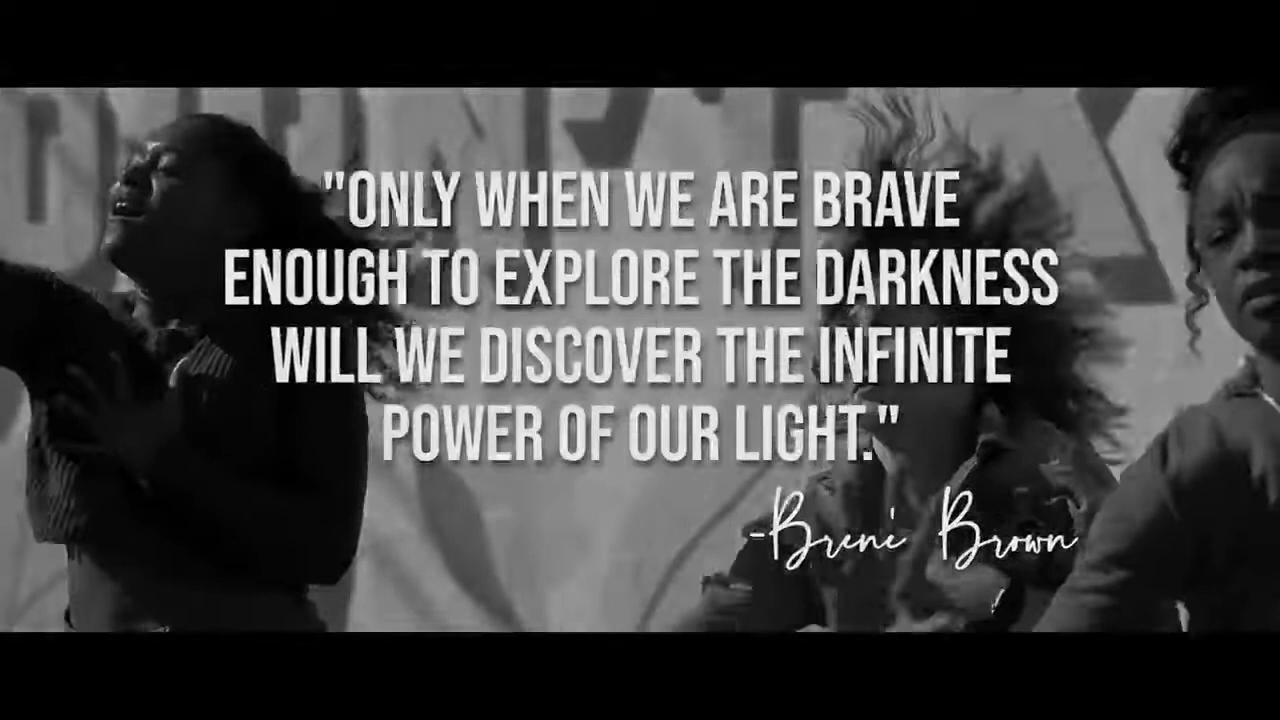 "ONLY WHEN WE ARE BRAVE
ENOUGH TO EXPLORE THE DARKNESS
WILL WE DISCOVER THE INFINITE
POWER OF OUR LIGHT."
-Brené Brown